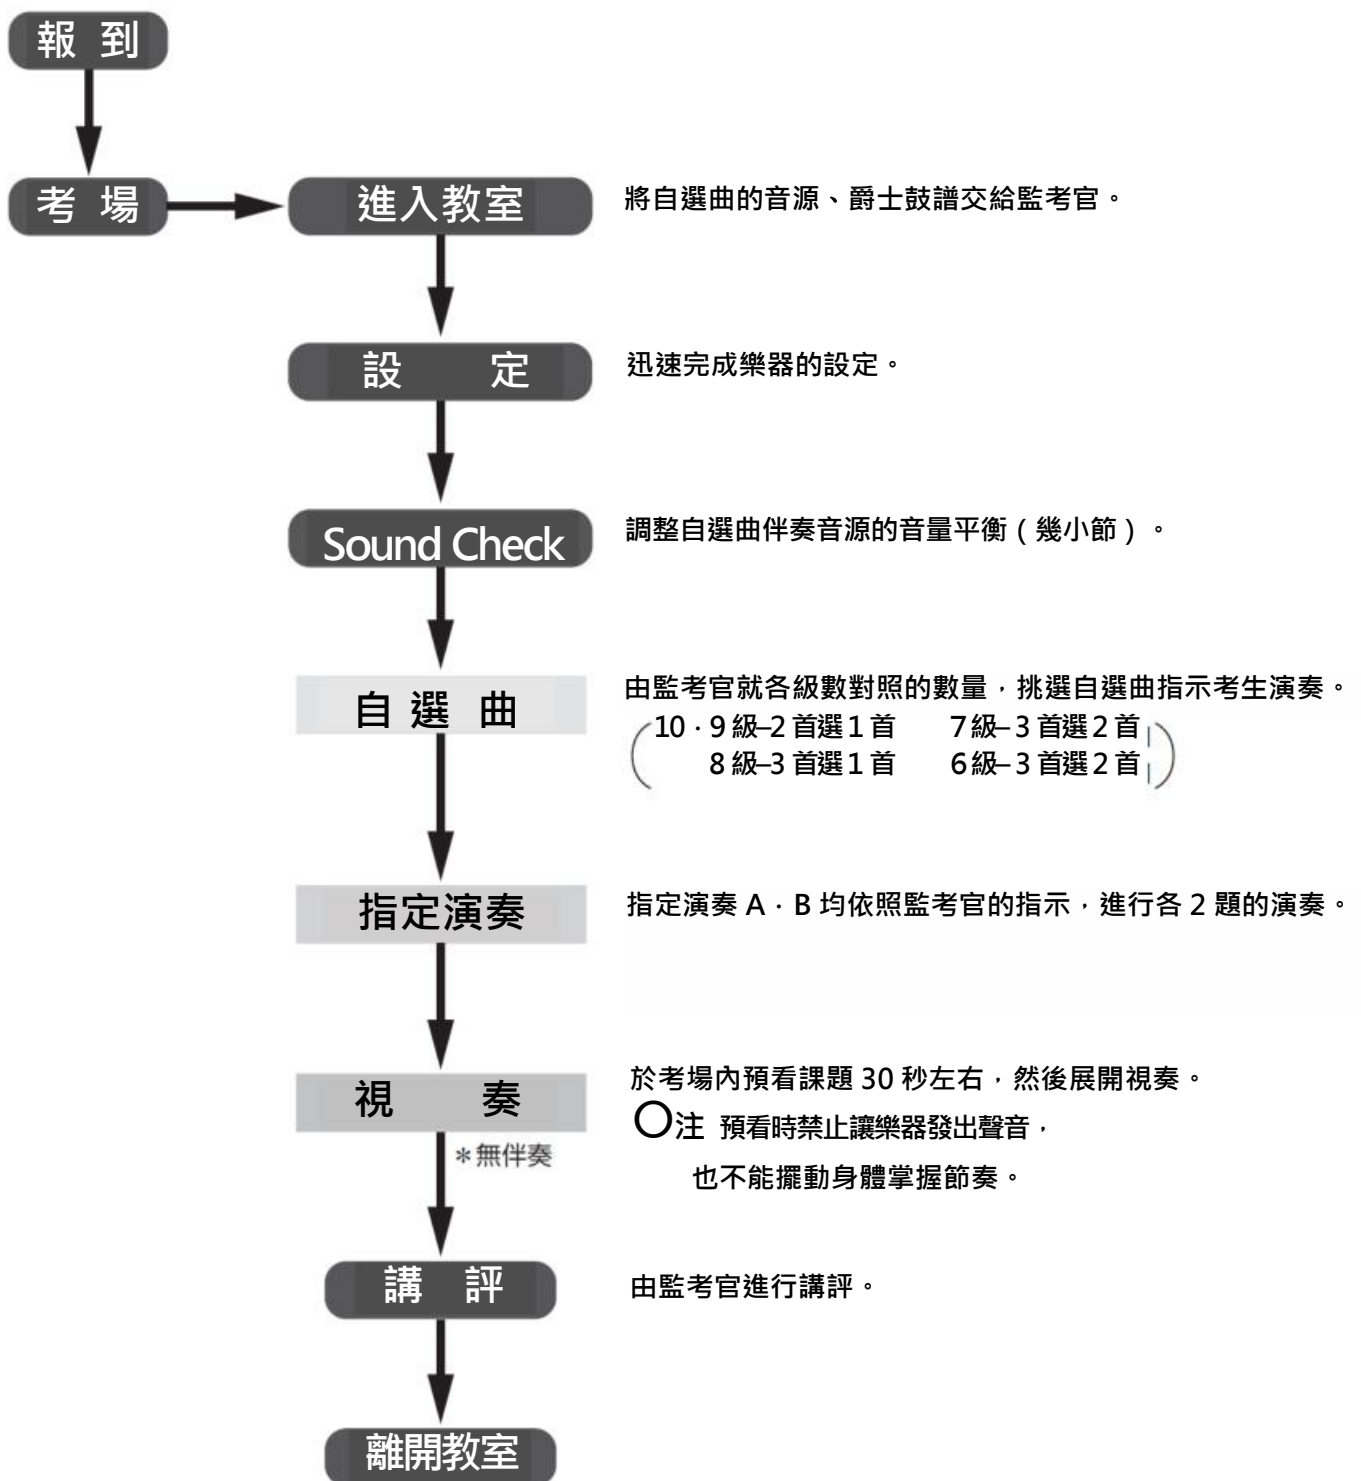 報 到
考 場
進入教室
將自選曲的音源、爵士鼓譜交給監考官。
設 定
迅速完成樂器的設定。
Sound Check
調整自選曲伴奏音源的音量平衡(幾小節)。
自 選 曲
由監考官就各級數對照的數量,挑選自選曲指示考生演奏。
10.9 級–2 首選 1 首 7 級–3 首選 2 首
8 級–3 首選 1 首 6 級–3 首選 2 首
指定演奏
指定演奏 A.B 均依照監考官的指示,進行各 2 題的演奏。
視 奏
於考場內預看課題 30 秒左右,然後展開視奏。
○注 預看時禁止讓樂器發出聲音,
*無伴奏
也不能擺動身體掌握節奏。
講 評
由監考官進行講評。
離開教室